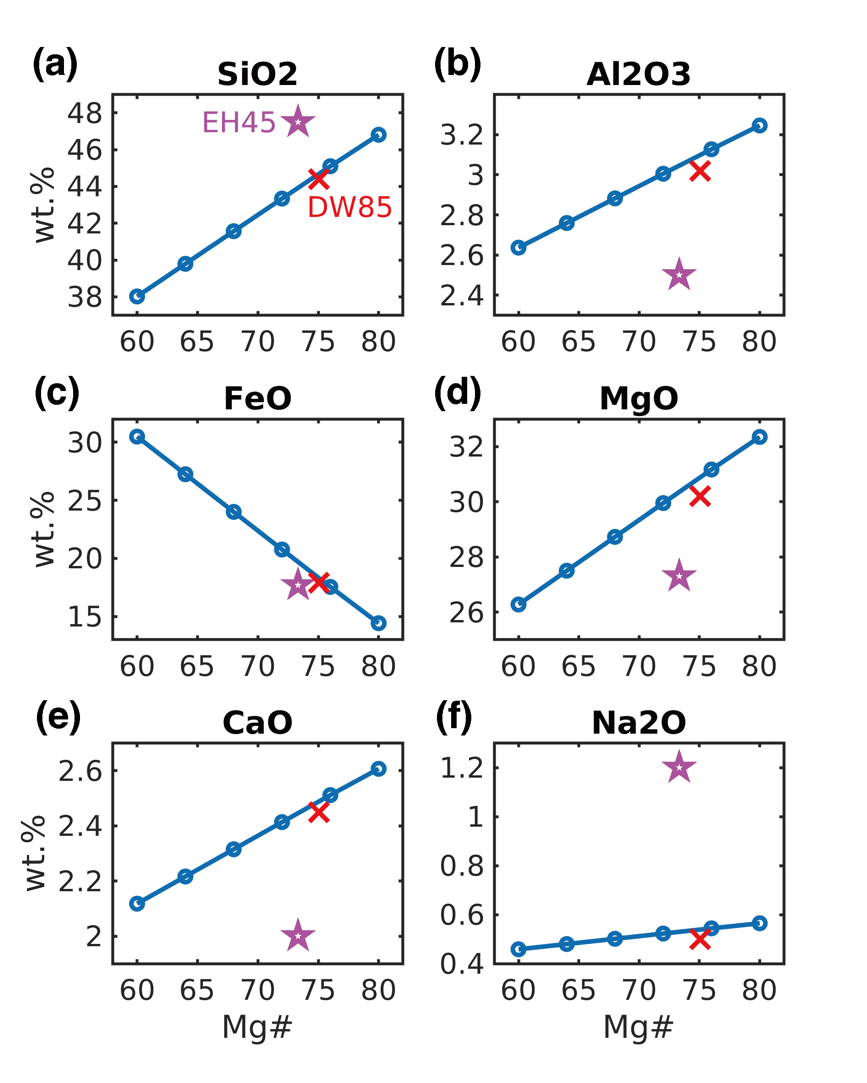 (a) SiO2
48
46
44
42
40
38
wt.%
EH45
DW85
60 65 70 75 80
(b) Al2O3
3.2
3
2.8
2.6
2.4
60 65 70 75 80
(c) FeO
30
25
20
15
wt.%
60 65 70 75 80
(d) MgO
32
30
28
26
60 65 70 75 80
(e) CaO
2.6
2.4
2.2
2
wt.%
60 65 70 75 80
Mg#
(f) Na2O
1.2
1
0.8
0.6
0.4
60 65 70 75 80
Mg#